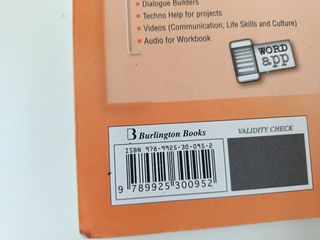 • Dialogue Builders
• Techno Help for projects
• Videos (Communication, Life Skills and Culture)
• Audio for Workbook
WORD
app
B Burlington Books
VALIDITY CHECK
ISBN 978-9925-30-095-2
9 789925 300952